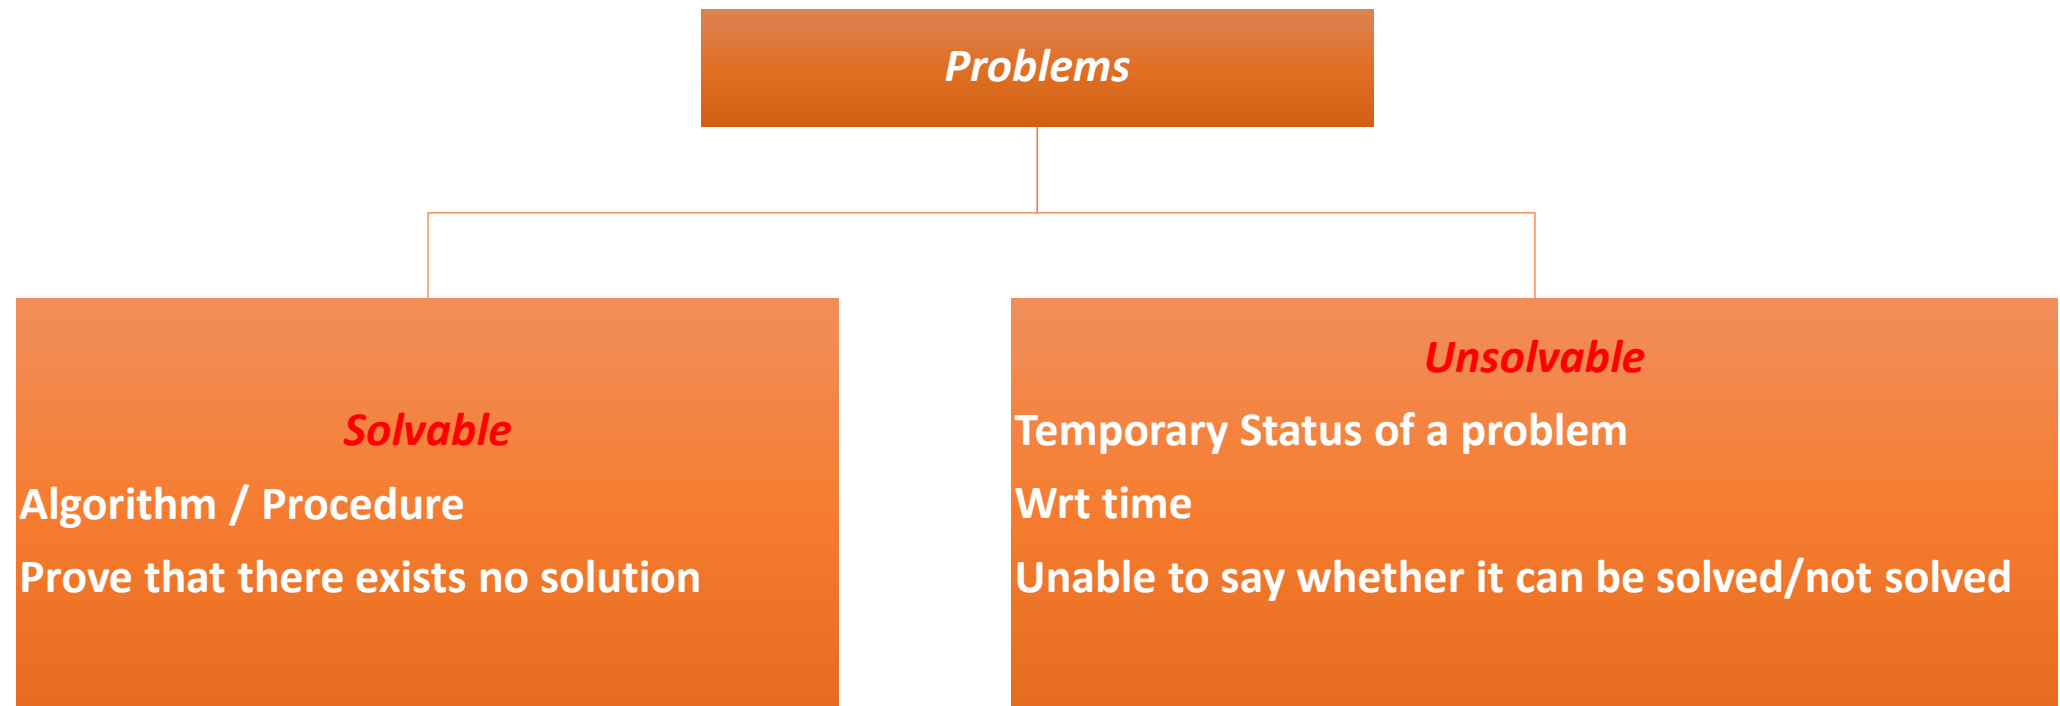 Problems
Solvable
Algorithm / Procedure
Prove that there exists no solution
Unsolvable
Temporary Status of a problem
Wrt time
Unable to say whether it can be solved/not solved